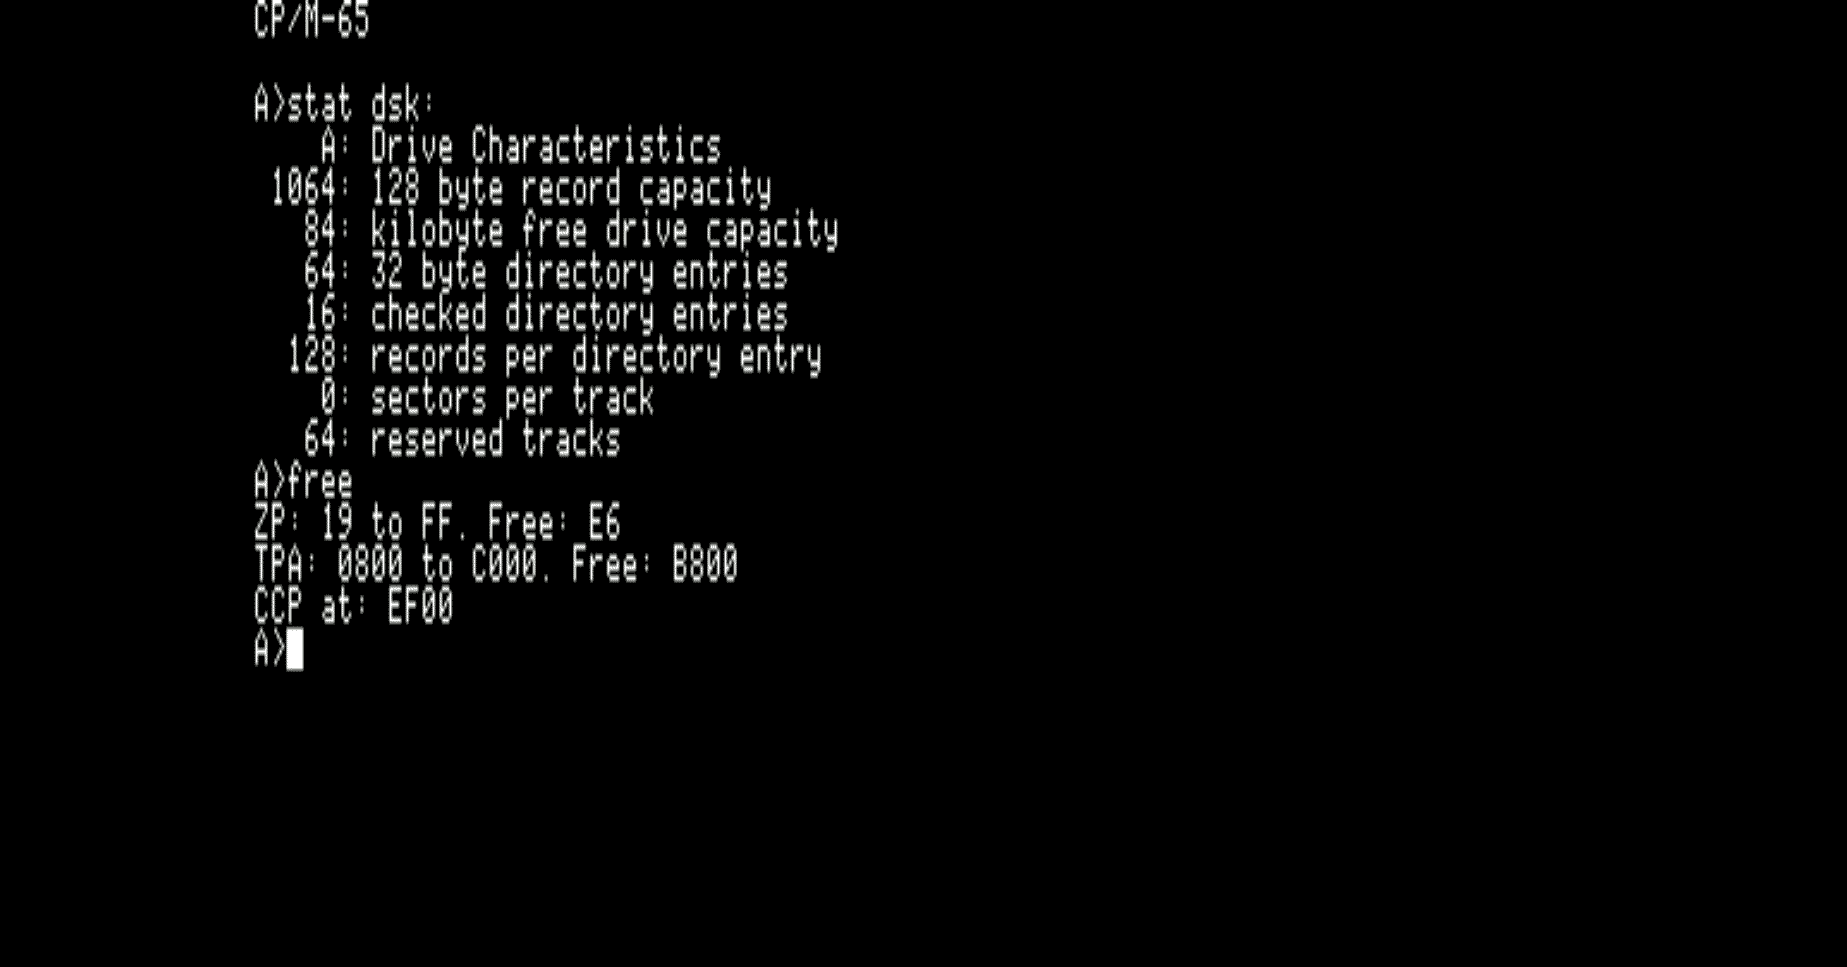 CP/M-65
A>stat dsk:
A: Drive Characteristics
1064: 128 byte record capacity
84: kilobyte free drive capacity
64: 32 byte directory entries
16: checked directory entries
128: records per directory entry
0: sectors per track
64: reserved tracks
A>free
ZP: 19 to FF. Free: E6
TPA: 0800 to C000. Free: B800
CCP at: EF00
A>